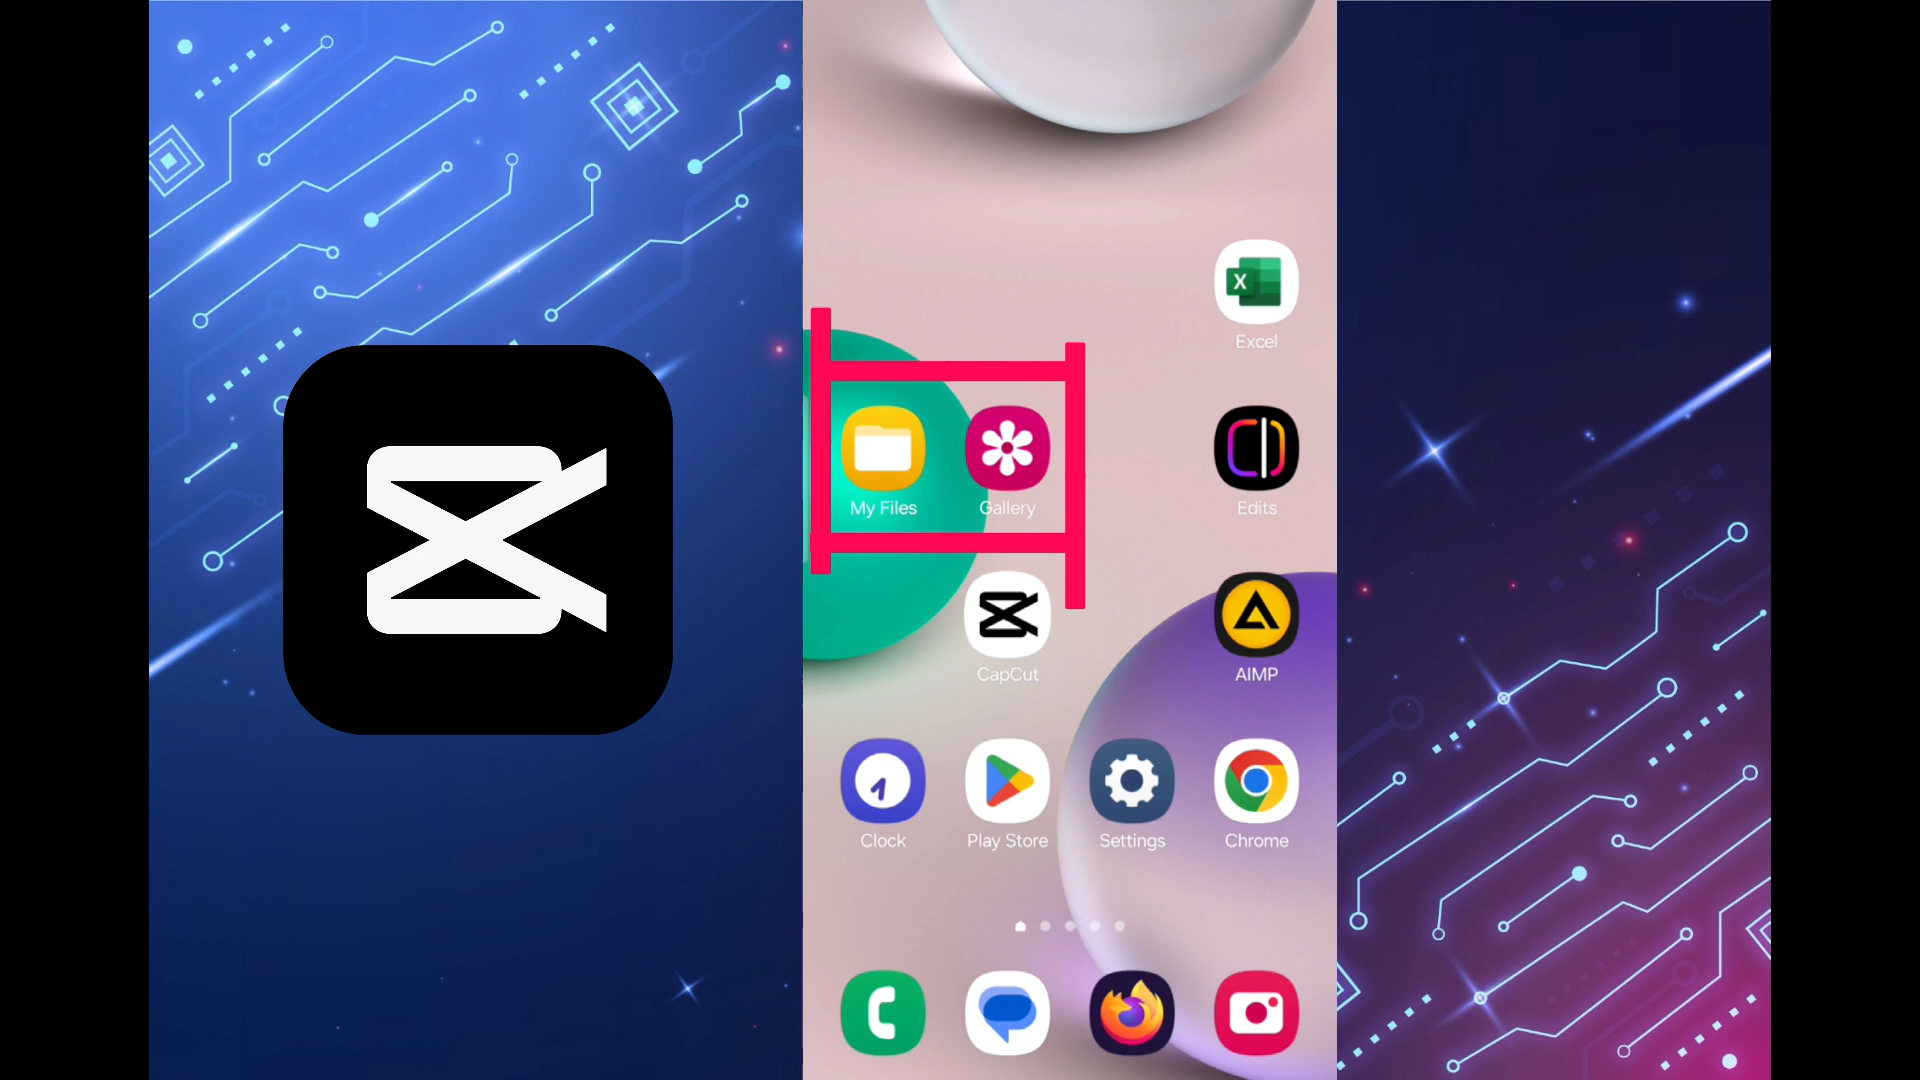 Excel
My Files
Gallery
Edits
CapCut
AIMP
Clock
Play Store
Settings
Chrome